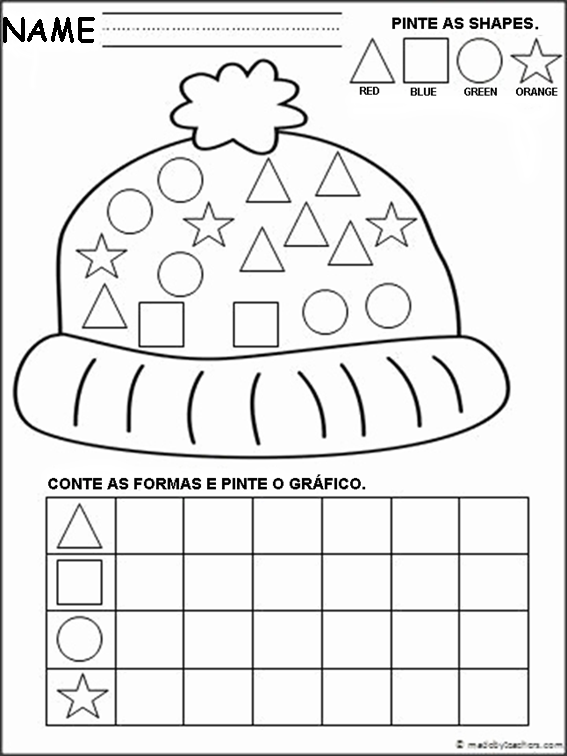 NAME
PINTE AS SHAPES.
RED BLUE GREEN ORANGE
CONTE AS FORMAS E PINTE O GRÁFICO.
© madebyteachers.com